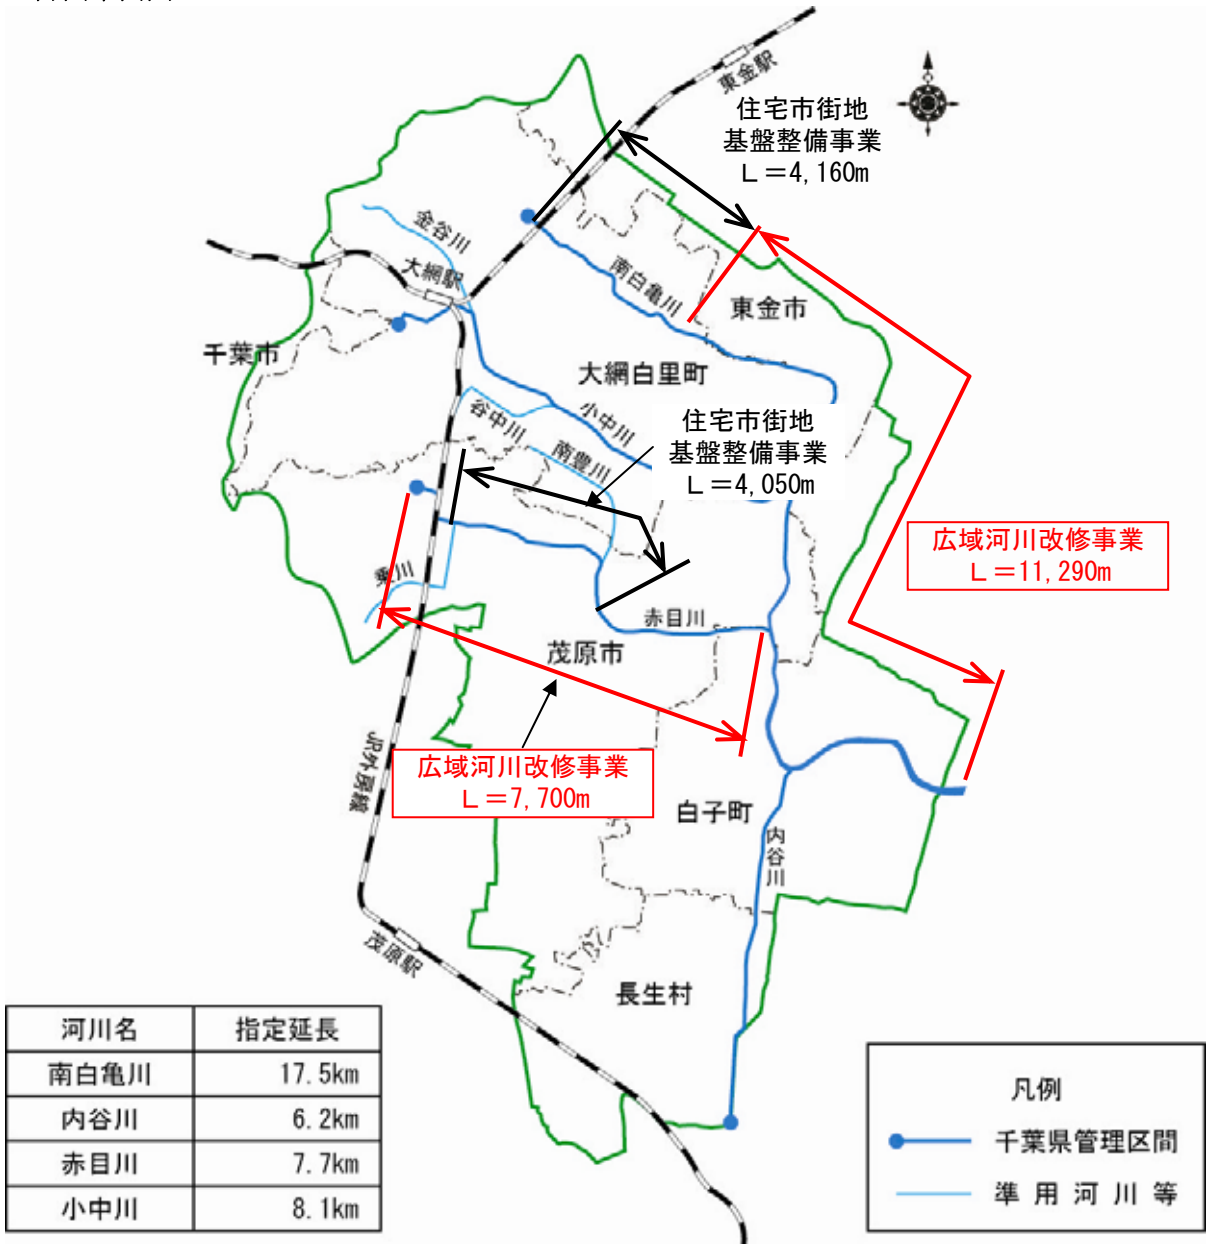 東金駅
住宅市街地
基盤整備事業
L=4,160m
金谷川
大網駅
南白亀川
東金市
千葉市
大網白里町
谷中川
小中川
住宅市街地
基盤整備事業
L=4,050m
南豊川
広域河川改修事業
L=11,290m
乗川
赤目川
茂原市
JR外房線
広域河川改修事業
L=7,700m
白子町
内谷川
茂原駅
長生村
河川名 指定延長
南白亀川 17.5km
内谷川 6.2km
赤目川 7.7km
小中川 8.1km
凡例
千葉県管理区間
準用河川等